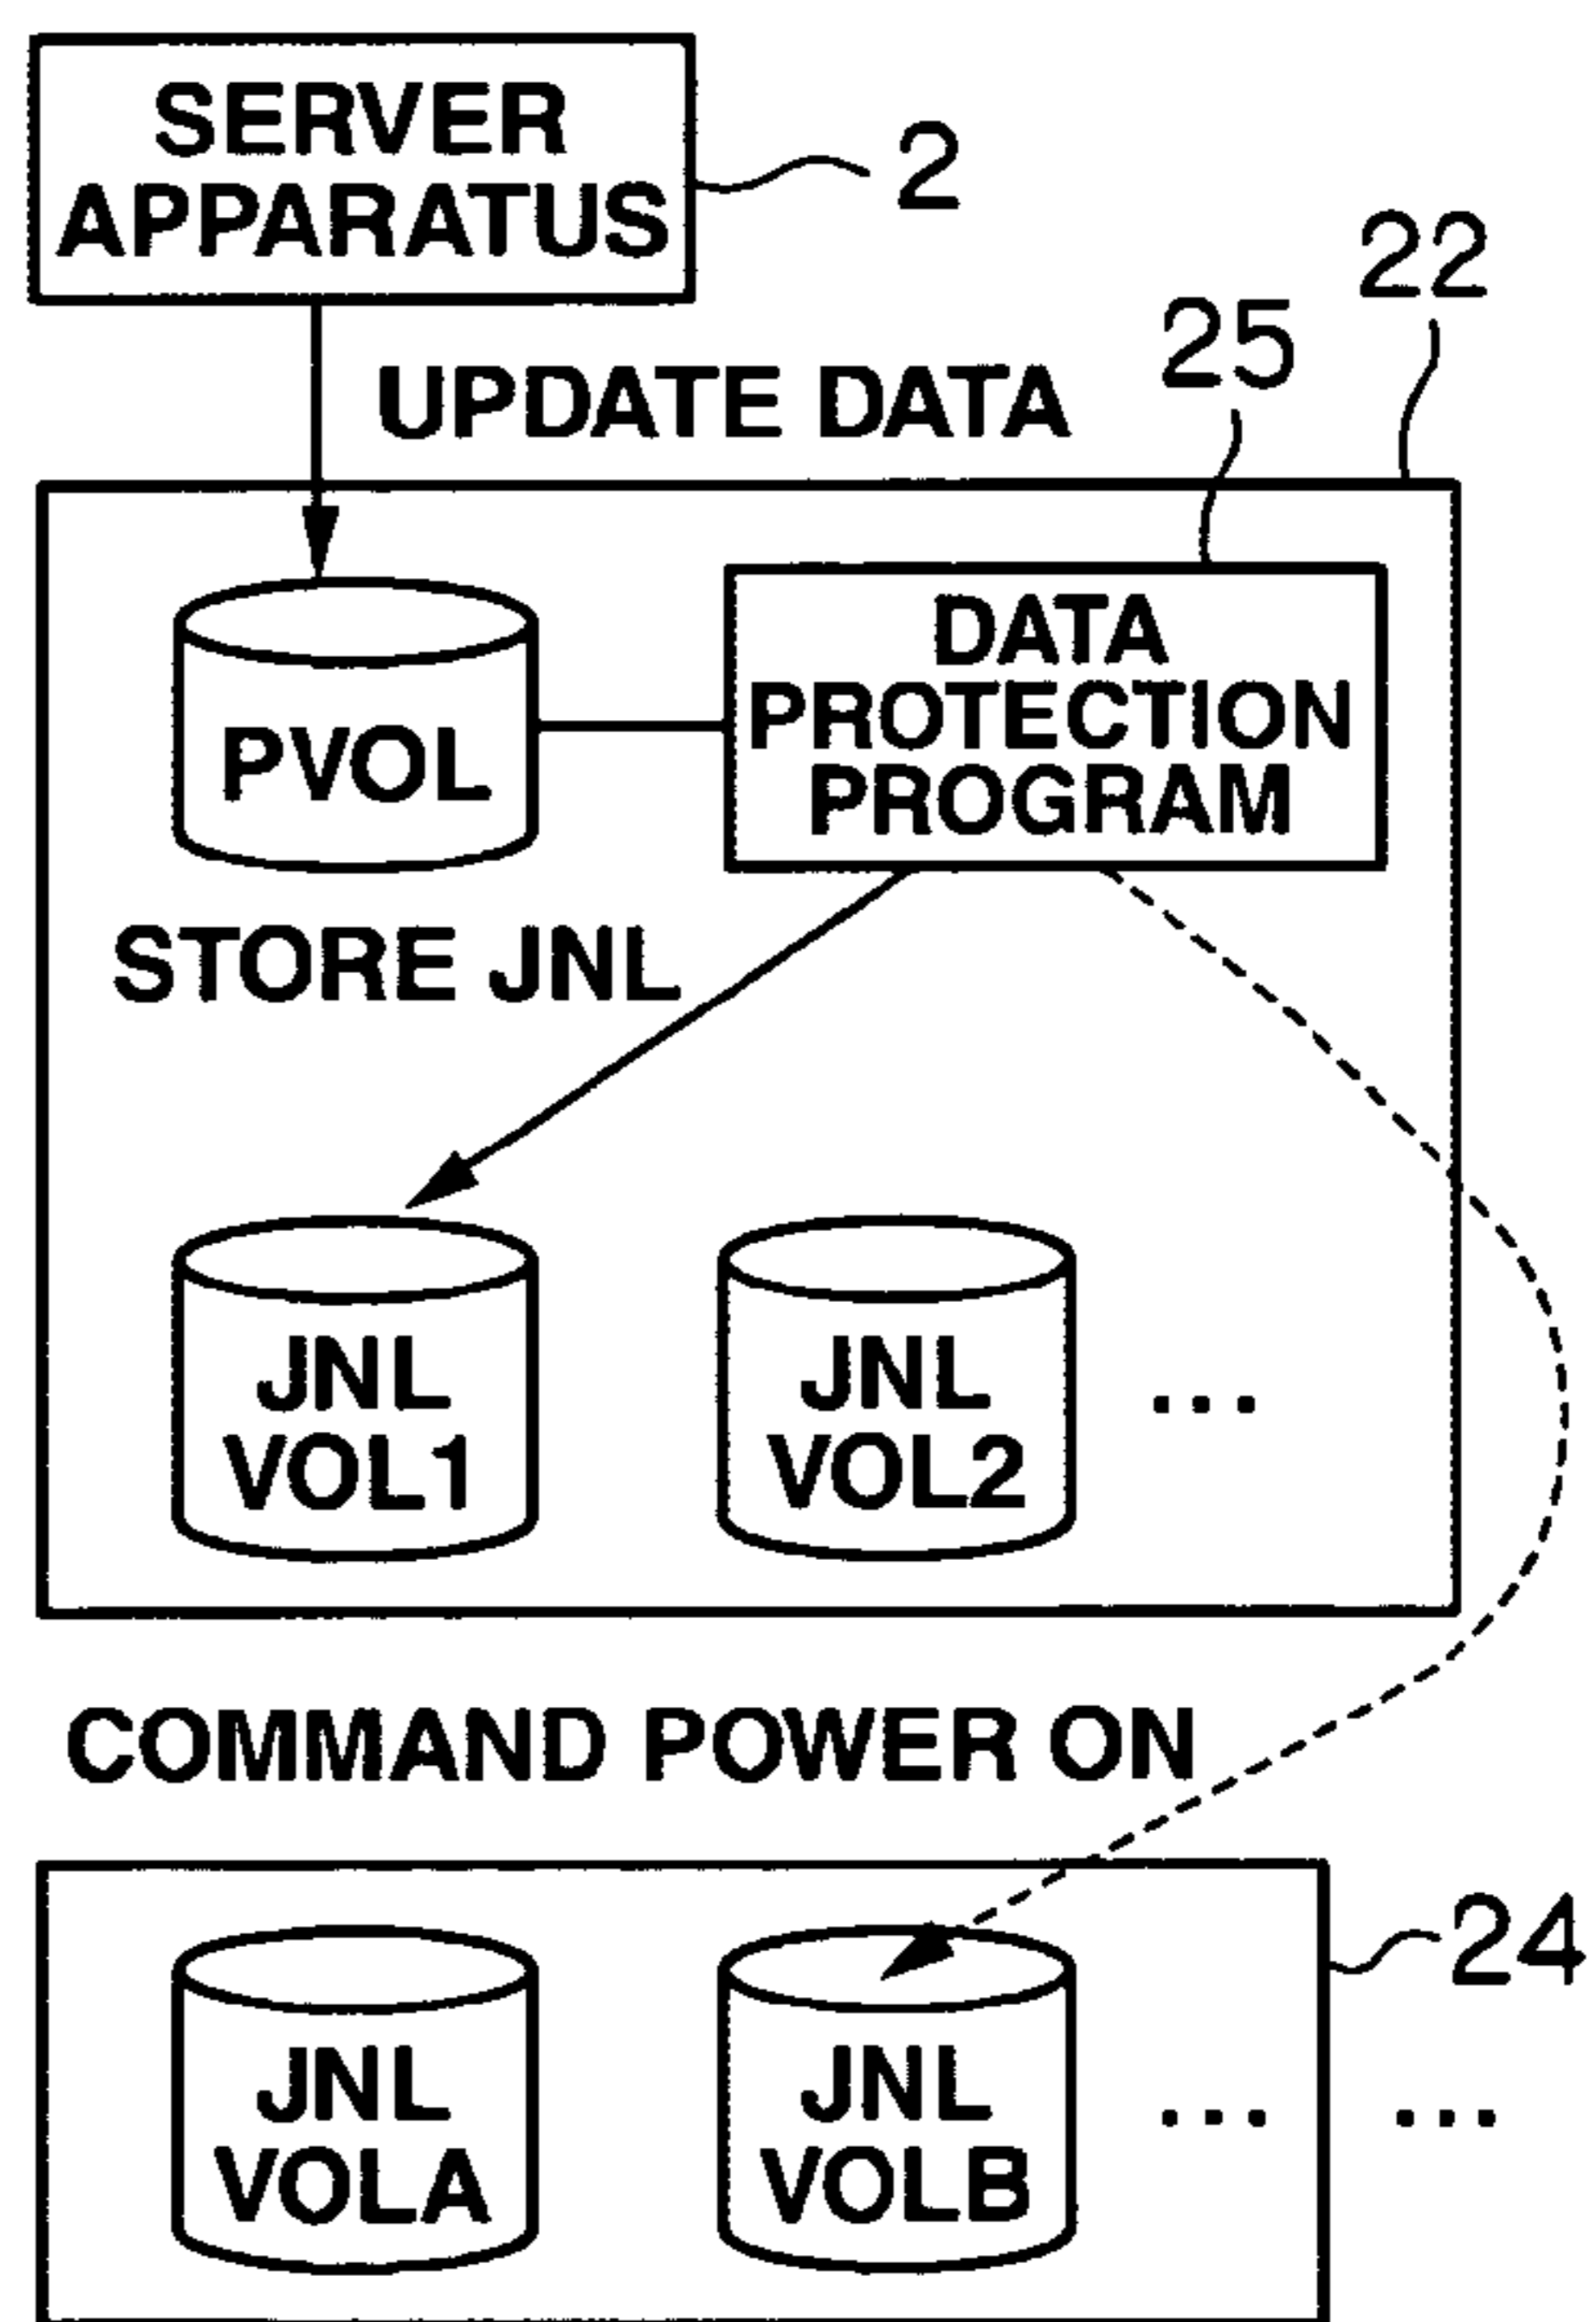 SERVER
APPARATUS
2
22
25
UPDATE DATA
PVOL
DATA
PROTECTION
PROGRAM
STORE JNL
JNL
VOL1
JNL
VOL2
...
COMMAND POWER ON
24
JNL
VOLA
JNL
VOLB
...
...